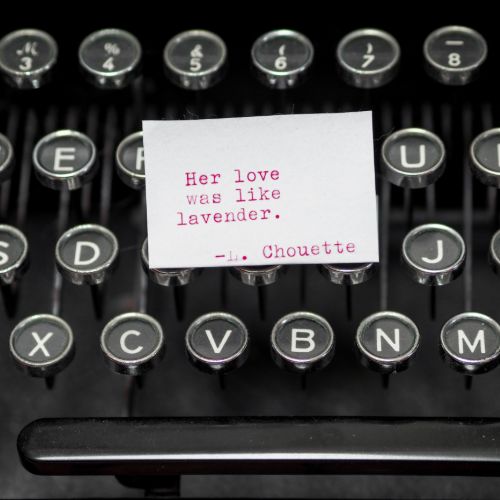 M % & ( ) —
3 4 5 6 7 8
E U
Her love
was like
lavender.
—L. Chouette
S D J
X C V B N M